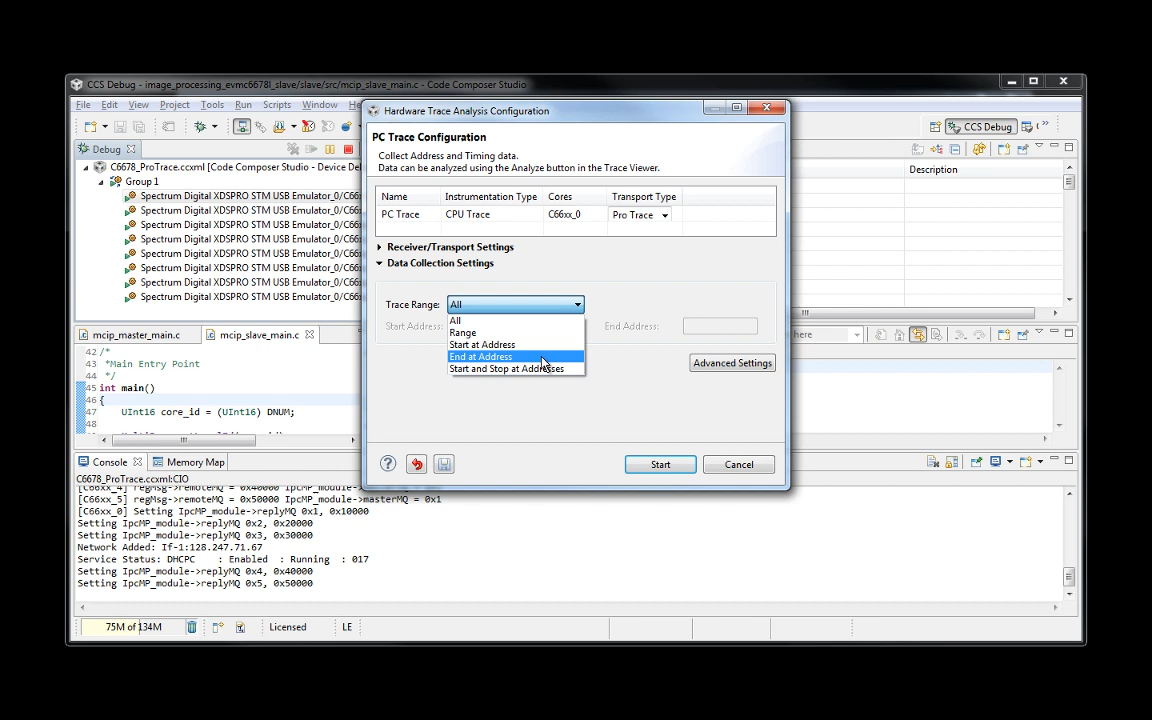 CCS Debug - image_processing_evmc6678l_slave/slave/src/mcip_slave_main.c - Code Composer Studio
File Edit View Project Tools Run Scripts Window He
CCS Debug
Debug
C6678_ProTrace.ccxml [Code Composer Studio - Device De
Group 1
Spectrum Digital XDSPRO STM USB Emulator_0/C66
Spectrum Digital XDSPRO STM USB Emulator_0/C66
Spectrum Digital XDSPRO STM USB Emulator_0/C66
Spectrum Digital XDSPRO STM USB Emulator_0/C66
Spectrum Digital XDSPRO STM USB Emulator_0/C66
Spectrum Digital XDSPRO STM USB Emulator_0/C66
Spectrum Digital XDSPRO STM USB Emulator_0/C66
Spectrum Digital XDSPRO STM USB Emulator_0/C66
Description
Hardware Trace Analysis Configuration
PC Trace Configuration
Collect Address and Timing data.
Data can be analyzed using the Analyze button in the Trace Viewer.
Name Instrumentation Type Cores Transport Type
PC Trace CPU Trace C66xx_0 Pro Trace
Receiver/Transport Settings
Data Collection Settings
Trace Range: All
Start Address: End Address:
All
Range
Start at Address
End at Address
Start and Stop at Addresses
Advanced Settings
Start Cancel
mcip_master_main.c mcip_slave_main.c
here
42 /*
43 *Main Entry Point
44 */
45 int main()
46 {
47 UInt16 core_id = (UInt16) DNUM;
48
Console Memory Map
C6678_ProTrace.ccxml:CIO
[C66xx_5] regMsg->remoteMQ = 0x50000 IpcMP_module->masterMQ = 0x1
[C66xx_0] Setting IpcMP_module->replyMQ 0x1, 0x10000
Setting IpcMP_module->replyMQ 0x2, 0x20000
Setting IpcMP_module->replyMQ 0x3, 0x30000
Network Added: If-1:128.247.71.67
Service Status: DHCPC : Enabled : Running : 017
Setting IpcMP_module->replyMQ 0x4, 0x40000
Setting IpcMP_module->replyMQ 0x5, 0x50000
75M of 134M Licensed LE